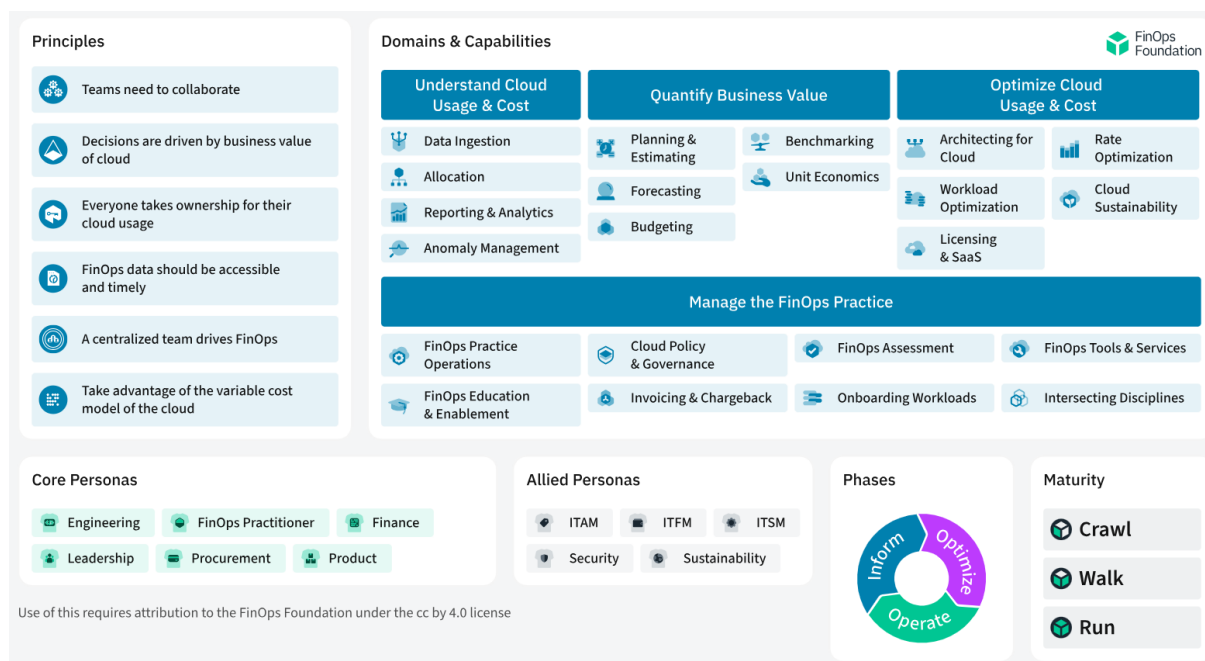 Principles
Teams need to collaborate
Decisions are driven by business value
of cloud
Everyone takes ownership for their
cloud usage
FinOps data should be accessible
and timely
A centralized team drives FinOps
Take advantage of the variable cost
model of the cloud
Domains & Capabilities
FinOps
Foundation
Understand Cloud
Usage & Cost
Data Ingestion
Allocation
Reporting & Analytics
Anomaly Management
Quantify Business Value
Planning &
Estimating
Forecasting
Budgeting
Benchmarking
Unit Economics
Optimize Cloud
Usage & Cost
Architecting for
Cloud
Workload
Optimization
Licensing
& SaaS
Rate
Optimization
Cloud
Sustainability
Manage the FinOps Practice
FinOps Practice
Operations
Cloud Policy
& Governance
FinOps Assessment
FinOps Tools & Services
FinOps Education
& Enablement
Invoicing & Chargeback
Onboarding Workloads
Intersecting Disciplines
Core Personas
Engineering
FinOps Practitioner
Finance
Leadership
Procurement
Product
Allied Personas
ITAM
ITFM
ITSM
Security
Sustainability
Phases
Inform
Optimize
Operate
Maturity
Crawl
Walk
Run
Use of this requires attribution to the FinOps Foundation under the cc by 4.0 license